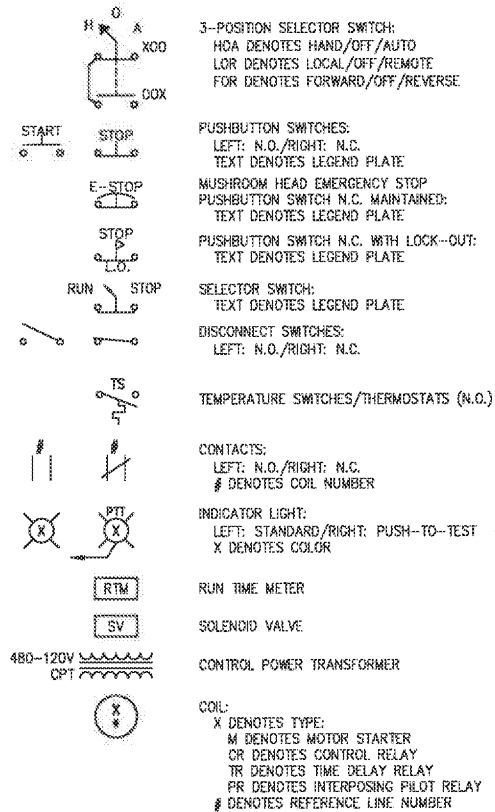 H O A
XOO
OOX
3-POSITION SELECTOR SWITCH:
HOA DENOTES HAND/OFF/AUTO
LOR DENOTES LOCAL/OFF/REMOTE
FOR DENOTES FORWARD/OFF/REVERSE
START STOP
PUSHBUTTON SWITCHES:
LEFT: N.O./RIGHT: N.C.
TEXT DENOTES LEGEND PLATE
E-STOP
MUSHROOM HEAD EMERGENCY STOP
PUSHBUTTON SWITCH N.C. MAINTAINED:
TEXT DENOTES LEGEND PLATE
STOP
L.O.
PUSHBUTTON SWITCH N.C. WITH LOCK-OUT:
TEXT DENOTES LEGEND PLATE
RUN STOP
SELECTOR SWITCH:
TEXT DENOTES LEGEND PLATE
DISCONNECT SWITCHES:
LEFT: N.O./RIGHT: N.C.
TS
TEMPERATURE SWITCHES/THERMOSTATS (N.O.)
# #
CONTACTS:
LEFT: N.O./RIGHT: N.C.
# DENOTES COIL NUMBER
X PTT X
INDICATOR LIGHT:
LEFT: STANDARD/RIGHT: PUSH-TO-TEST
X DENOTES COLOR
RTM
RUN TIME METER
SV
SOLENOID VALVE
480-120V
CPT
CONTROL POWER TRANSFORMER
X
#
COIL:
X DENOTES TYPE:
M DENOTES MOTOR STARTER
CR DENOTES CONTROL RELAY
TR DENOTES TIME DELAY RELAY
PR DENOTES INTERPOSING PILOT RELAY
# DENOTES REFERENCE LINE NUMBER